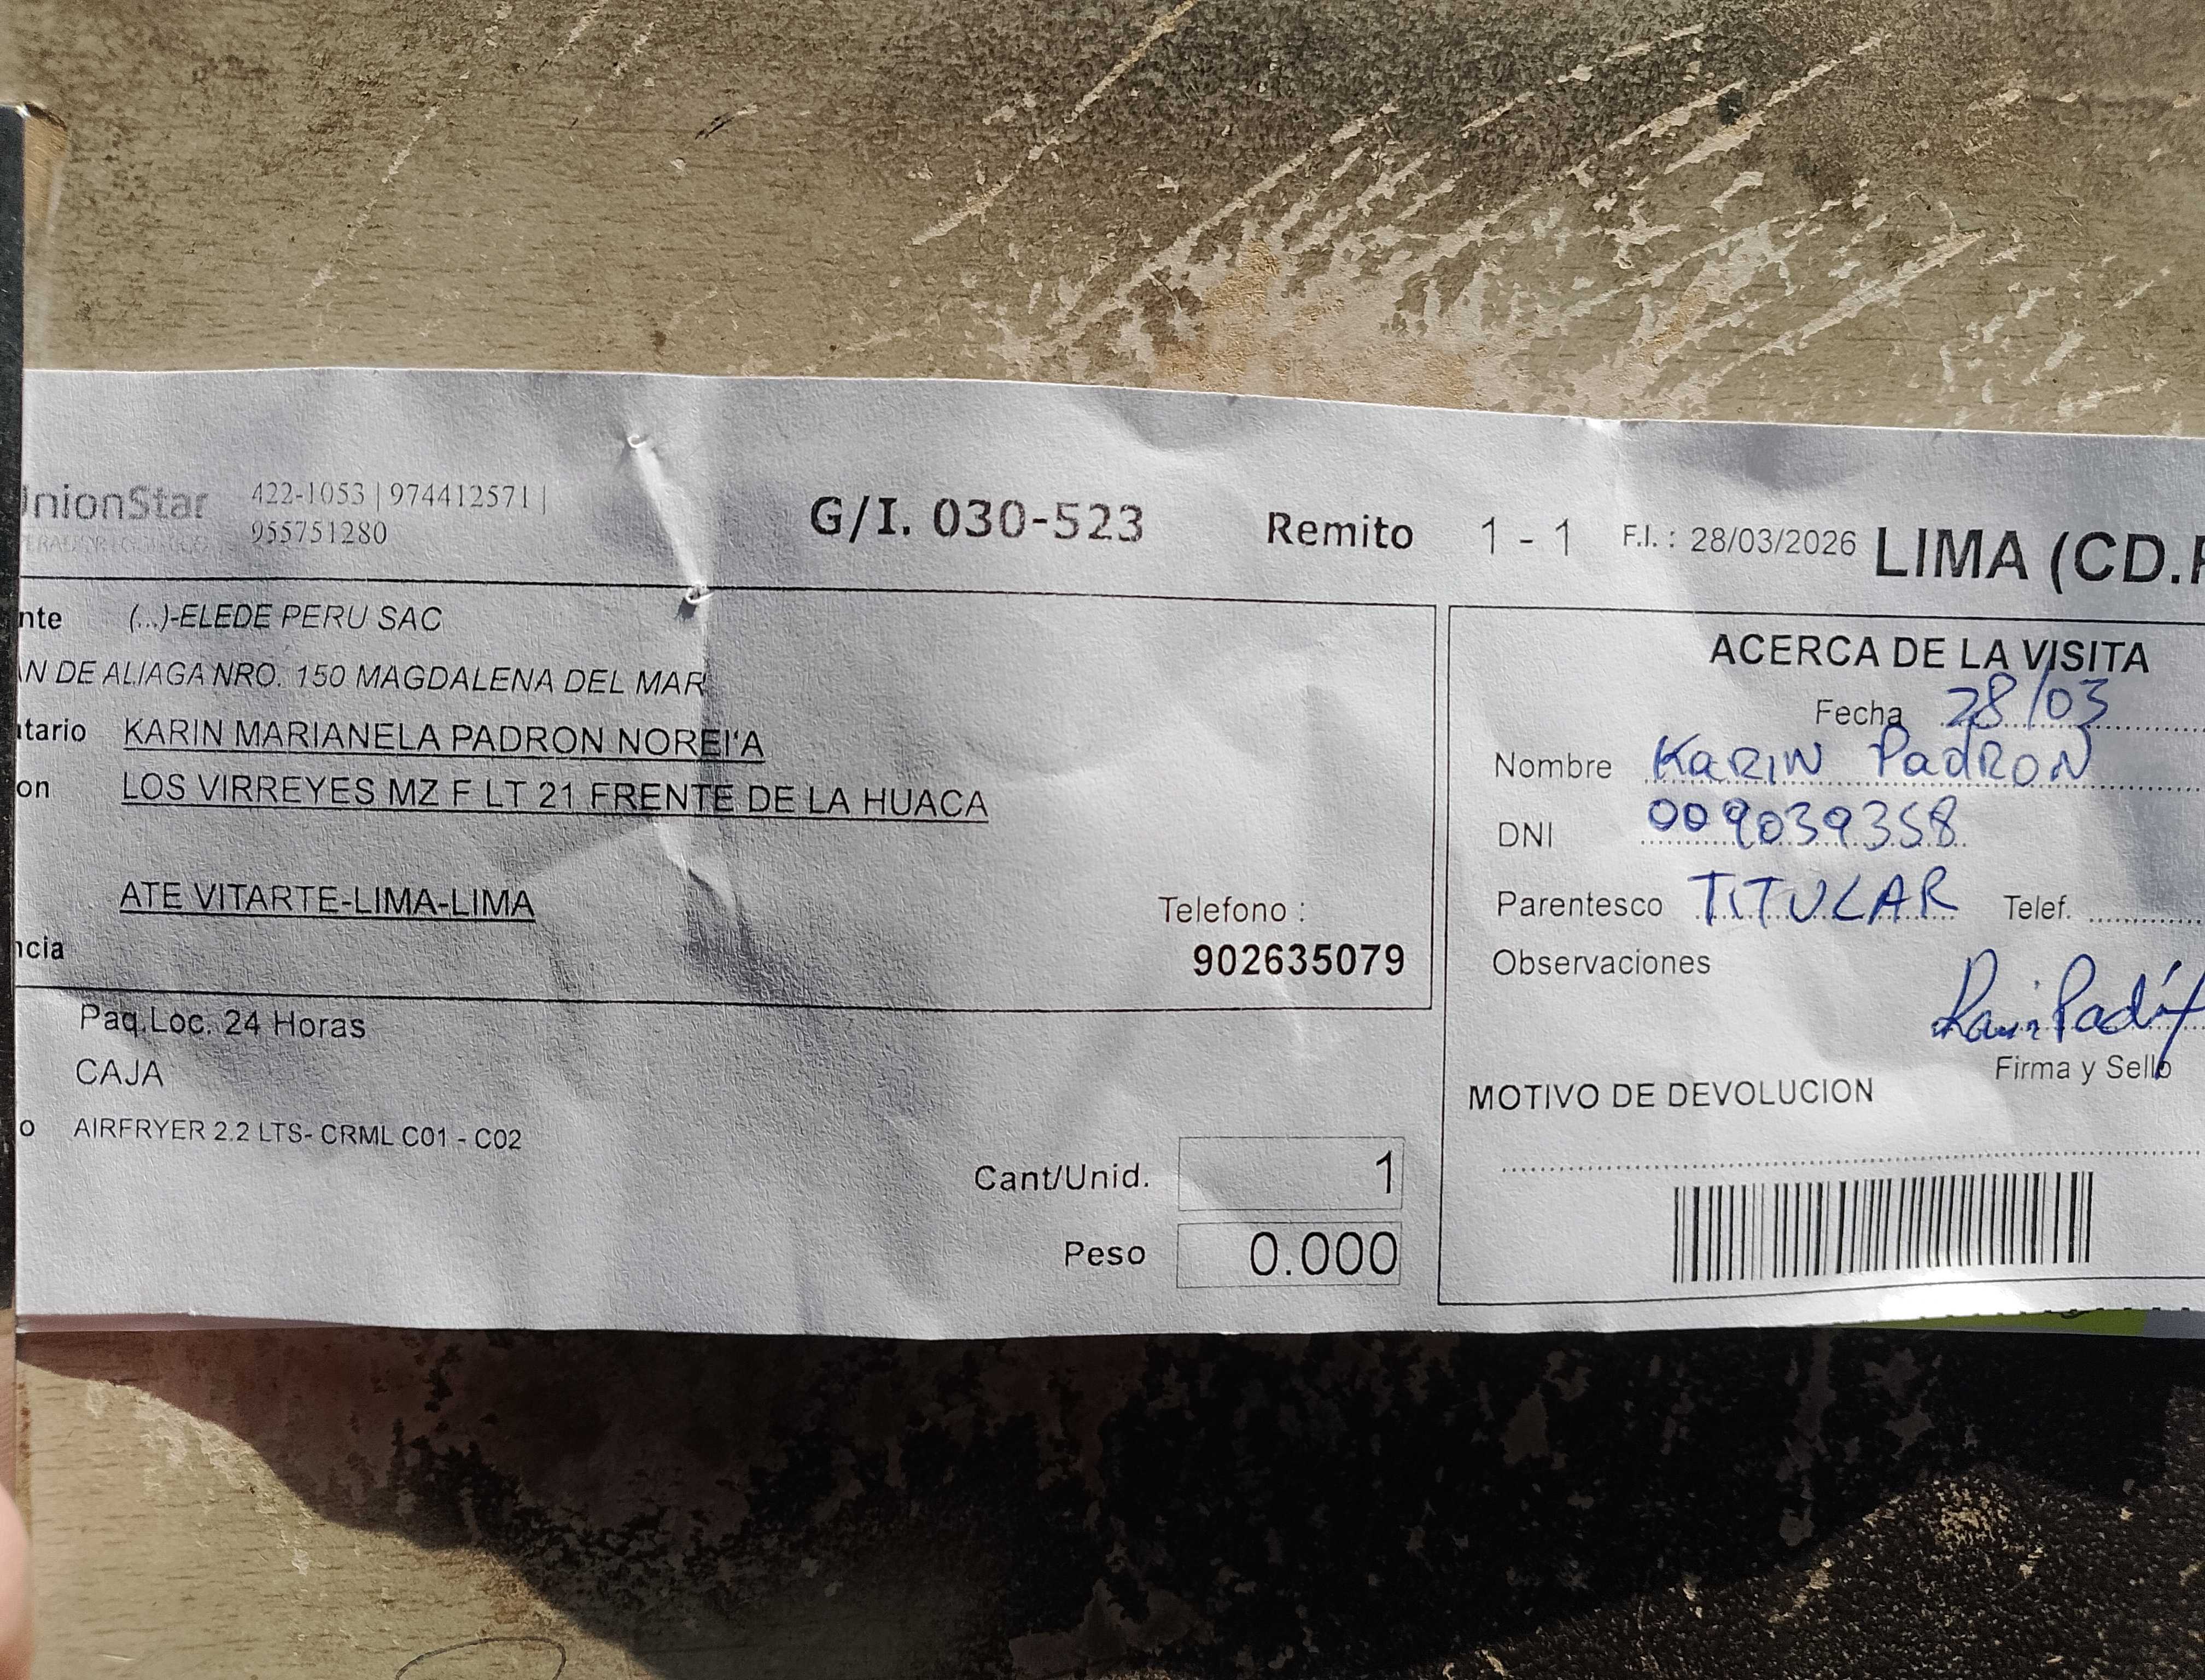 UnionStar
OPERADOR LOGISTICO
422-1053 | 974412571 |
955751280
G/I. 030-523
Remito 1 - 1
F.I. : 28/03/2026
LIMA (CD.
nte (...)-ELEDE PERU SAC
AN DE ALIAGA NRO. 150 MAGDALENA DEL MAR
tario KARIN MARIANELA PADRON NOREI'A
on LOS VIRREYES MZ F LT 21 FRENTE DE LA HUACA
ATE VITARTE-LIMA-LIMA
ncia
Telefono :
902635079
Paq.Loc. 24 Horas
CAJA
o AIRFRYER 2.2 LTS- CRML C01 - C02
Cant/Unid. 1
Peso 0.000
ACERCA DE LA VISITA
Fecha 28/03
Nombre KARIN PadRON
DNI 009039358
Parentesco TITULAR Telef.
Observaciones
Firma y Sello
MOTIVO DE DEVOLUCION